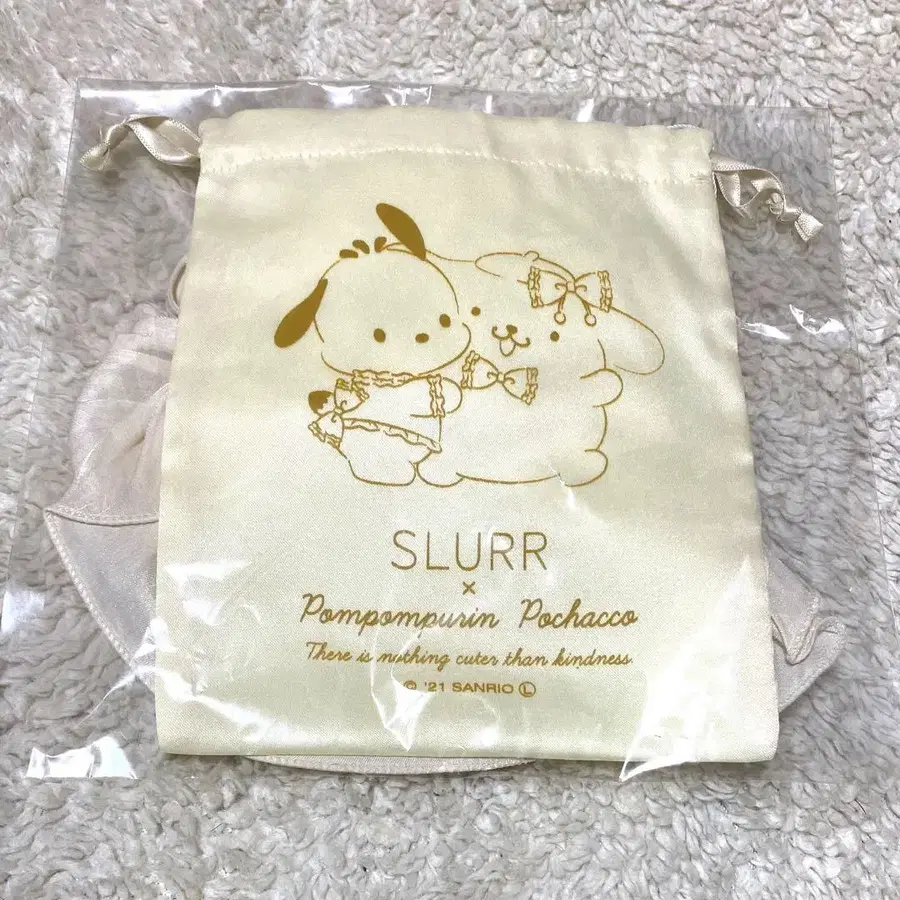 SLURR
×
Pompompurin Pochacco
There is nothing cuter than kindness.
© '21 SANRIO Ⓛ